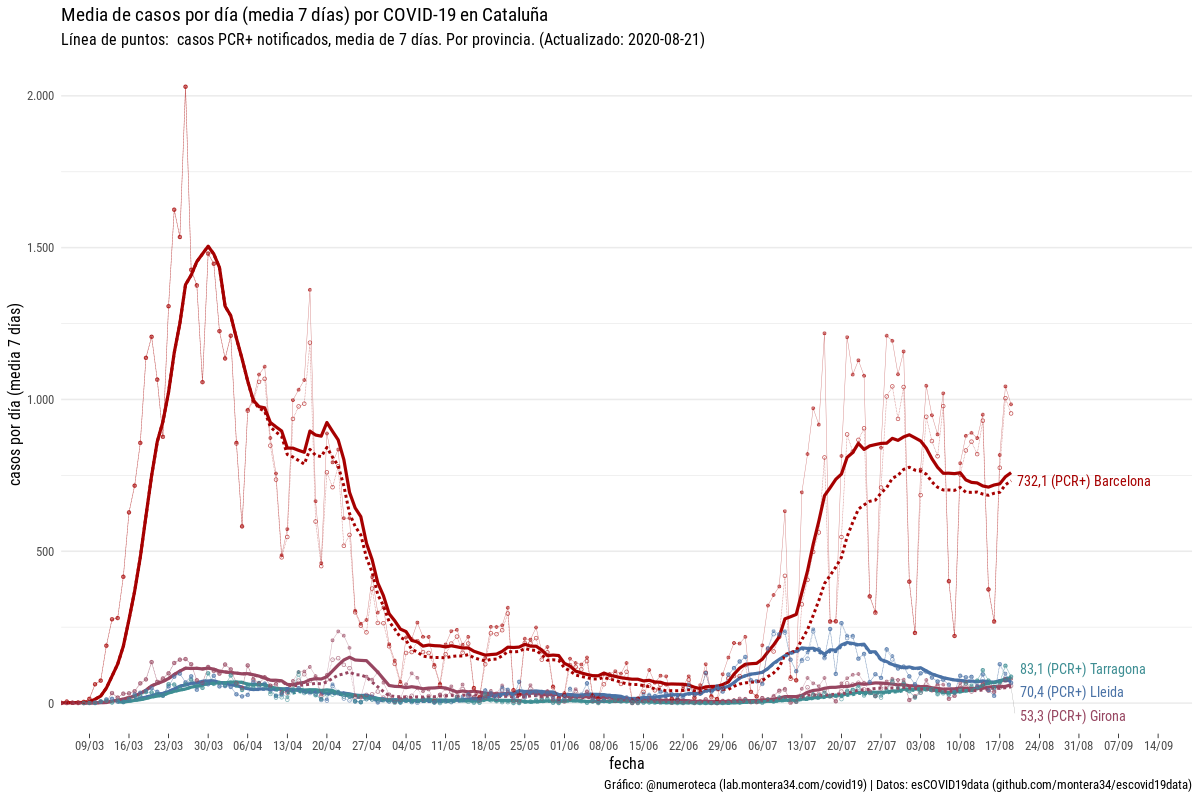 Media de casos por día (media 7 días) por COVID-19 en Cataluña
Línea de puntos:  casos PCR+ notificados, media de 7 días. Por provincia. (Actualizado: 2020-08-21)
casos por día (media 7 días)
2.000
1.500
1.000
500
0
732,1 (PCR+) Barcelona
83,1 (PCR+) Tarragona
70,4 (PCR+) Lleida
53,3 (PCR+) Girona
09/03 16/03 23/03 30/03 06/04 13/04 20/04 27/04 04/05 11/05 18/05 25/05 01/06 08/06 15/06 22/06 29/06 06/07 13/07 20/07 27/07 03/08 10/08 17/08 24/08 31/08 07/09 14/09
fecha
Gráfico: @numeroteca (lab.montera34.com/covid19) | Datos: esCOVID19data (github.com/montera34/escovid19data)